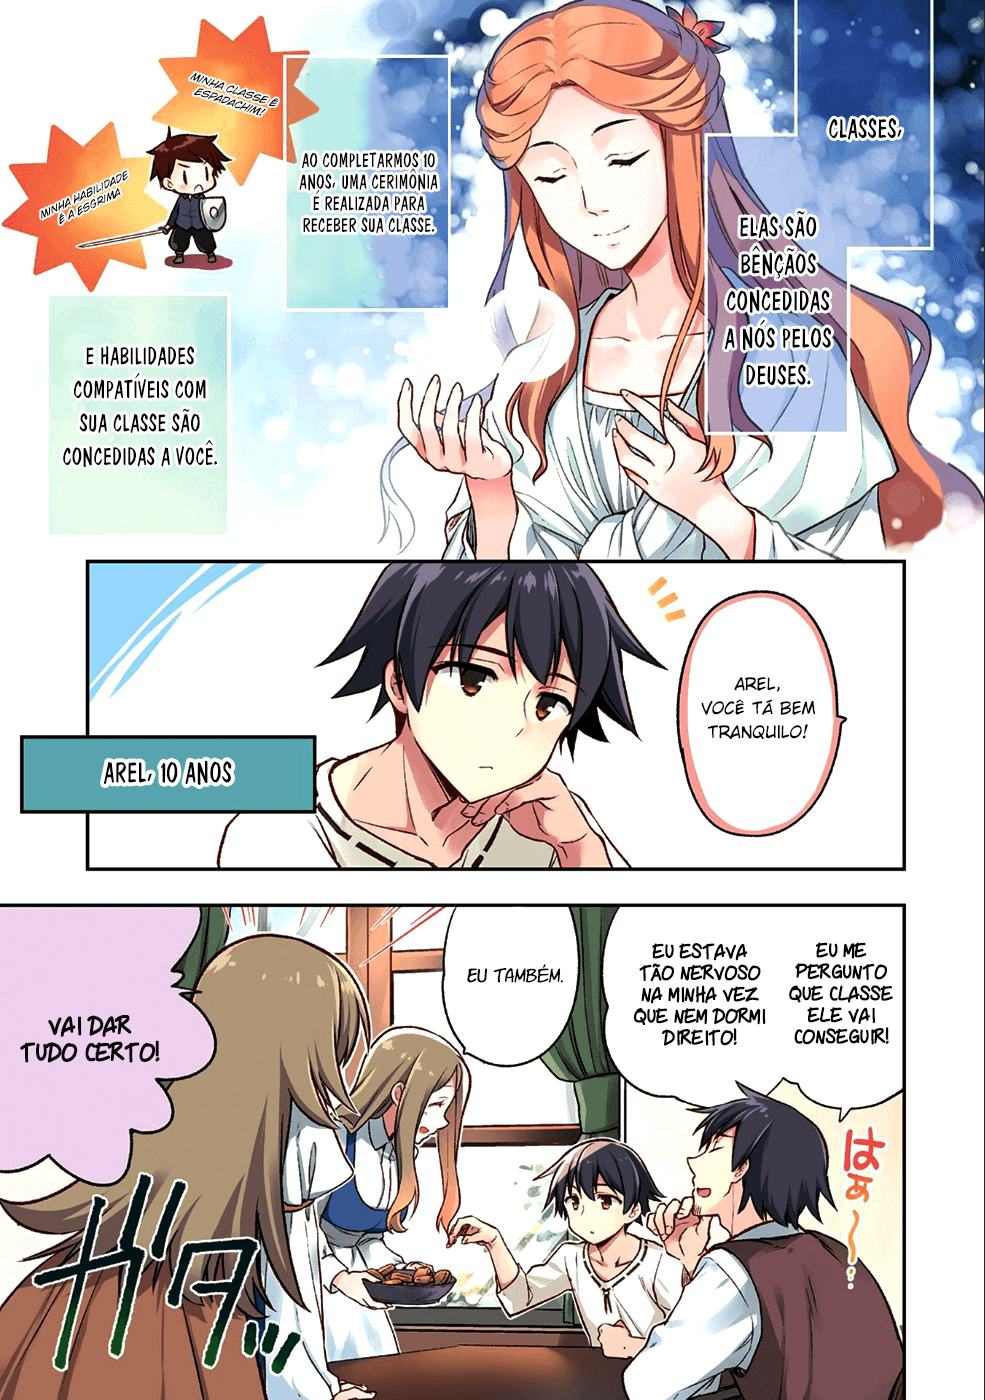 CLASSES,
ELAS SÃO
BÊNÇÃOS
CONCEDIDAS
A NÓS PELOS
DEUSES.
AO COMPLETARMOS 10
ANOS, UMA CERIMÔNIA
É REALIZADA PARA
RECEBER SUA CLASSE.
MINHA CLASSE É
ESPADACHIM!
MINHA HABILIDADE
É A ESGRIMA
E HABILIDADES
COMPATÍVEIS COM
SUA CLASSE SÃO
CONCEDIDAS A VOCÊ.
AREL,
VOCÊ TÁ BEM
TRANQUILO!
AREL, 10 ANOS
EU ME
PERGUNTO
QUE CLASSE
ELE VAI
CONSEGUIR!
EU ESTAVA
TÃO NERVOSO
NA MINHA VEZ
QUE NEM DORMI
DIREITO!
EU TAMBÉM.
はぁ〜
VAI DAR
TUDO CERTO!
ガタッ